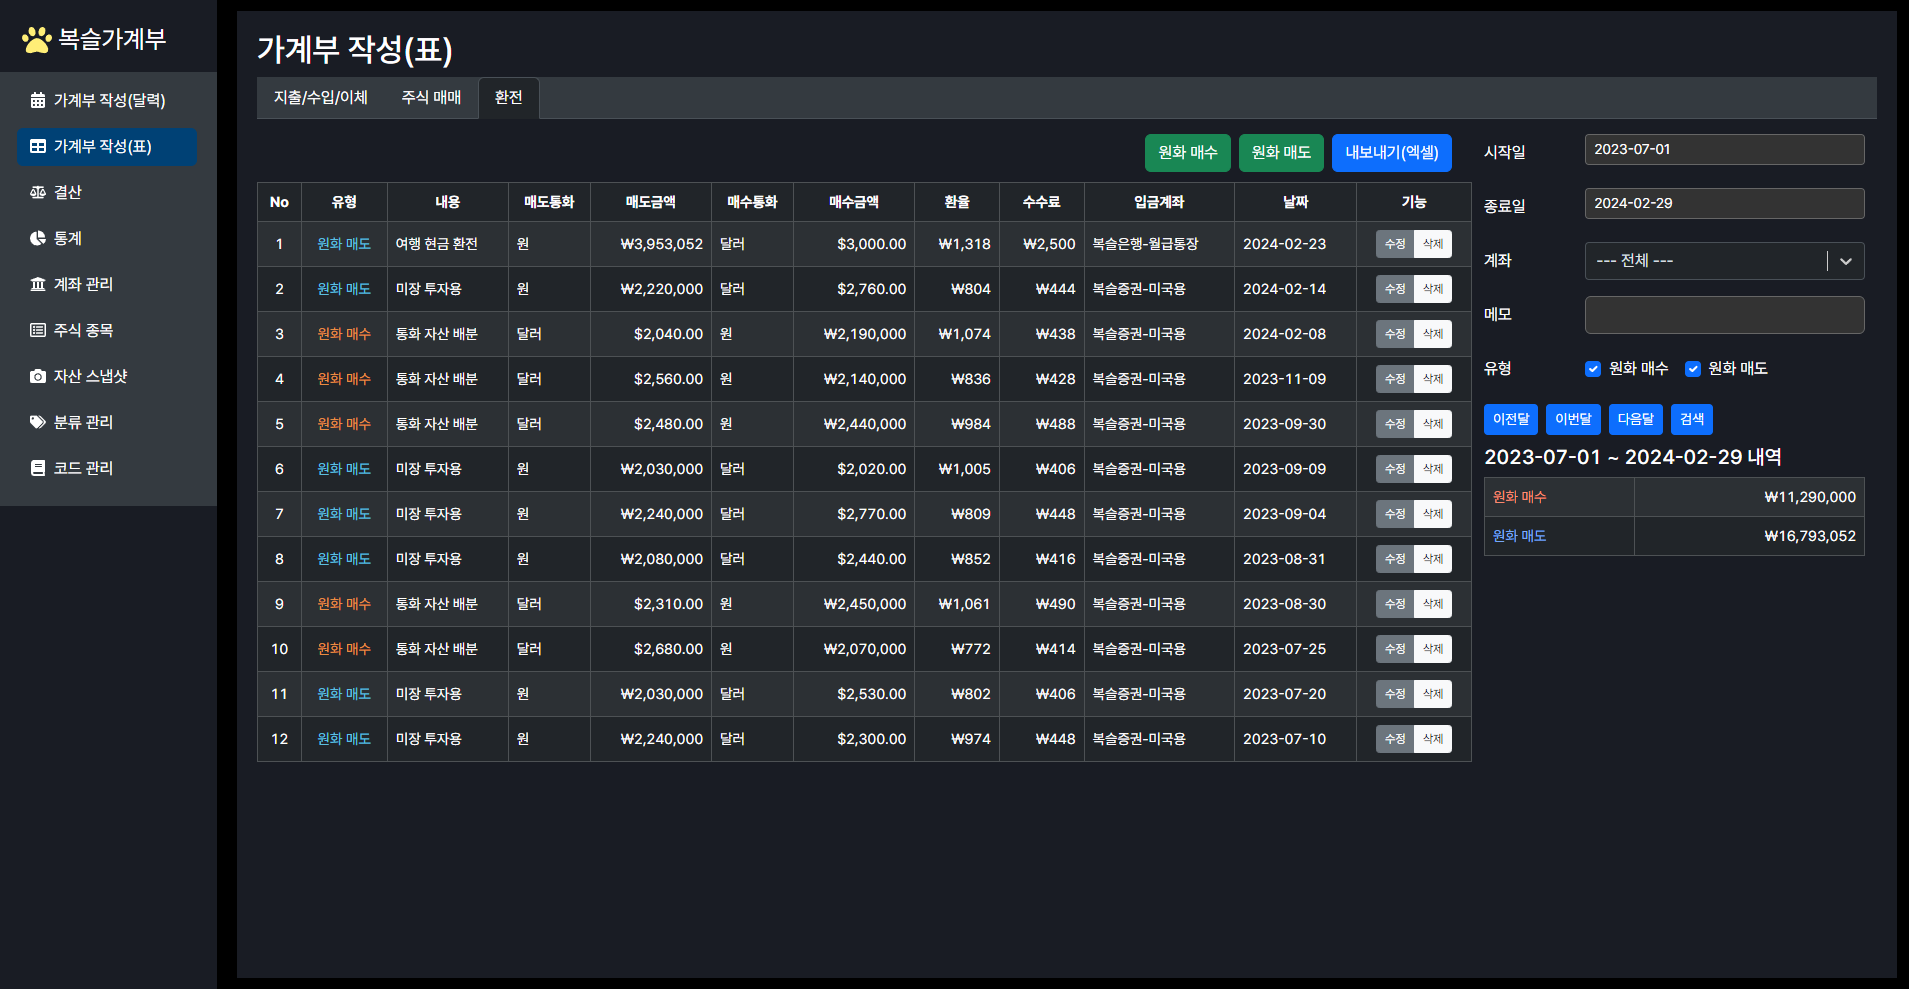 복슬가계부
가계부 작성(달력)
가계부 작성(표)
결산
통계
계좌 관리
주식 종목
자산 스냅샷
분류 관리
코드 관리
가계부 작성(표)
지출/수입/이체 주식 매매 환전
원화 매수 원화 매도 내보내기(엑셀)
No 유형 내용 매도통화 매도금액 매수통화 매수금액 환율 수수료 입금계좌 날짜 기능
1 원화 매도 여행 현금 환전 원 ₩3,953,052 달러 $3,000.00 ₩1,318 ₩2,500 복슬은행-월급통장 2024-02-23 수정 삭제
2 원화 매도 미장 투자용 원 ₩2,220,000 달러 $2,760.00 ₩804 ₩444 복슬증권-미국용 2024-02-14 수정 삭제
3 원화 매수 통화 자산 배분 달러 $2,040.00 원 ₩2,190,000 ₩1,074 ₩438 복슬증권-미국용 2024-02-08 수정 삭제
4 원화 매수 통화 자산 배분 달러 $2,560.00 원 ₩2,140,000 ₩836 ₩428 복슬증권-미국용 2023-11-09 수정 삭제
5 원화 매수 통화 자산 배분 달러 $2,480.00 원 ₩2,440,000 ₩984 ₩488 복슬증권-미국용 2023-09-30 수정 삭제
6 원화 매도 미장 투자용 원 ₩2,030,000 달러 $2,020.00 ₩1,005 ₩406 복슬증권-미국용 2023-09-09 수정 삭제
7 원화 매도 미장 투자용 원 ₩2,240,000 달러 $2,770.00 ₩809 ₩448 복슬증권-미국용 2023-09-04 수정 삭제
8 원화 매도 미장 투자용 원 ₩2,080,000 달러 $2,440.00 ₩852 ₩416 복슬증권-미국용 2023-08-31 수정 삭제
9 원화 매수 통화 자산 배분 달러 $2,310.00 원 ₩2,450,000 ₩1,061 ₩490 복슬증권-미국용 2023-08-30 수정 삭제
10 원화 매수 통화 자산 배분 달러 $2,680.00 원 ₩2,070,000 ₩772 ₩414 복슬증권-미국용 2023-07-25 수정 삭제
11 원화 매도 미장 투자용 원 ₩2,030,000 달러 $2,530.00 ₩802 ₩406 복슬증권-미국용 2023-07-20 수정 삭제
12 원화 매도 미장 투자용 원 ₩2,240,000 달러 $2,300.00 ₩974 ₩448 복슬증권-미국용 2023-07-10 수정 삭제
시작일 2023-07-01
종료일 2024-02-29
계좌 --- 전체 ---
메모
유형 원화 매수 원화 매도
이전달 이번달 다음달 검색
2023-07-01 ~ 2024-02-29 내역
원화 매수 ₩11,290,000
원화 매도 ₩16,793,052